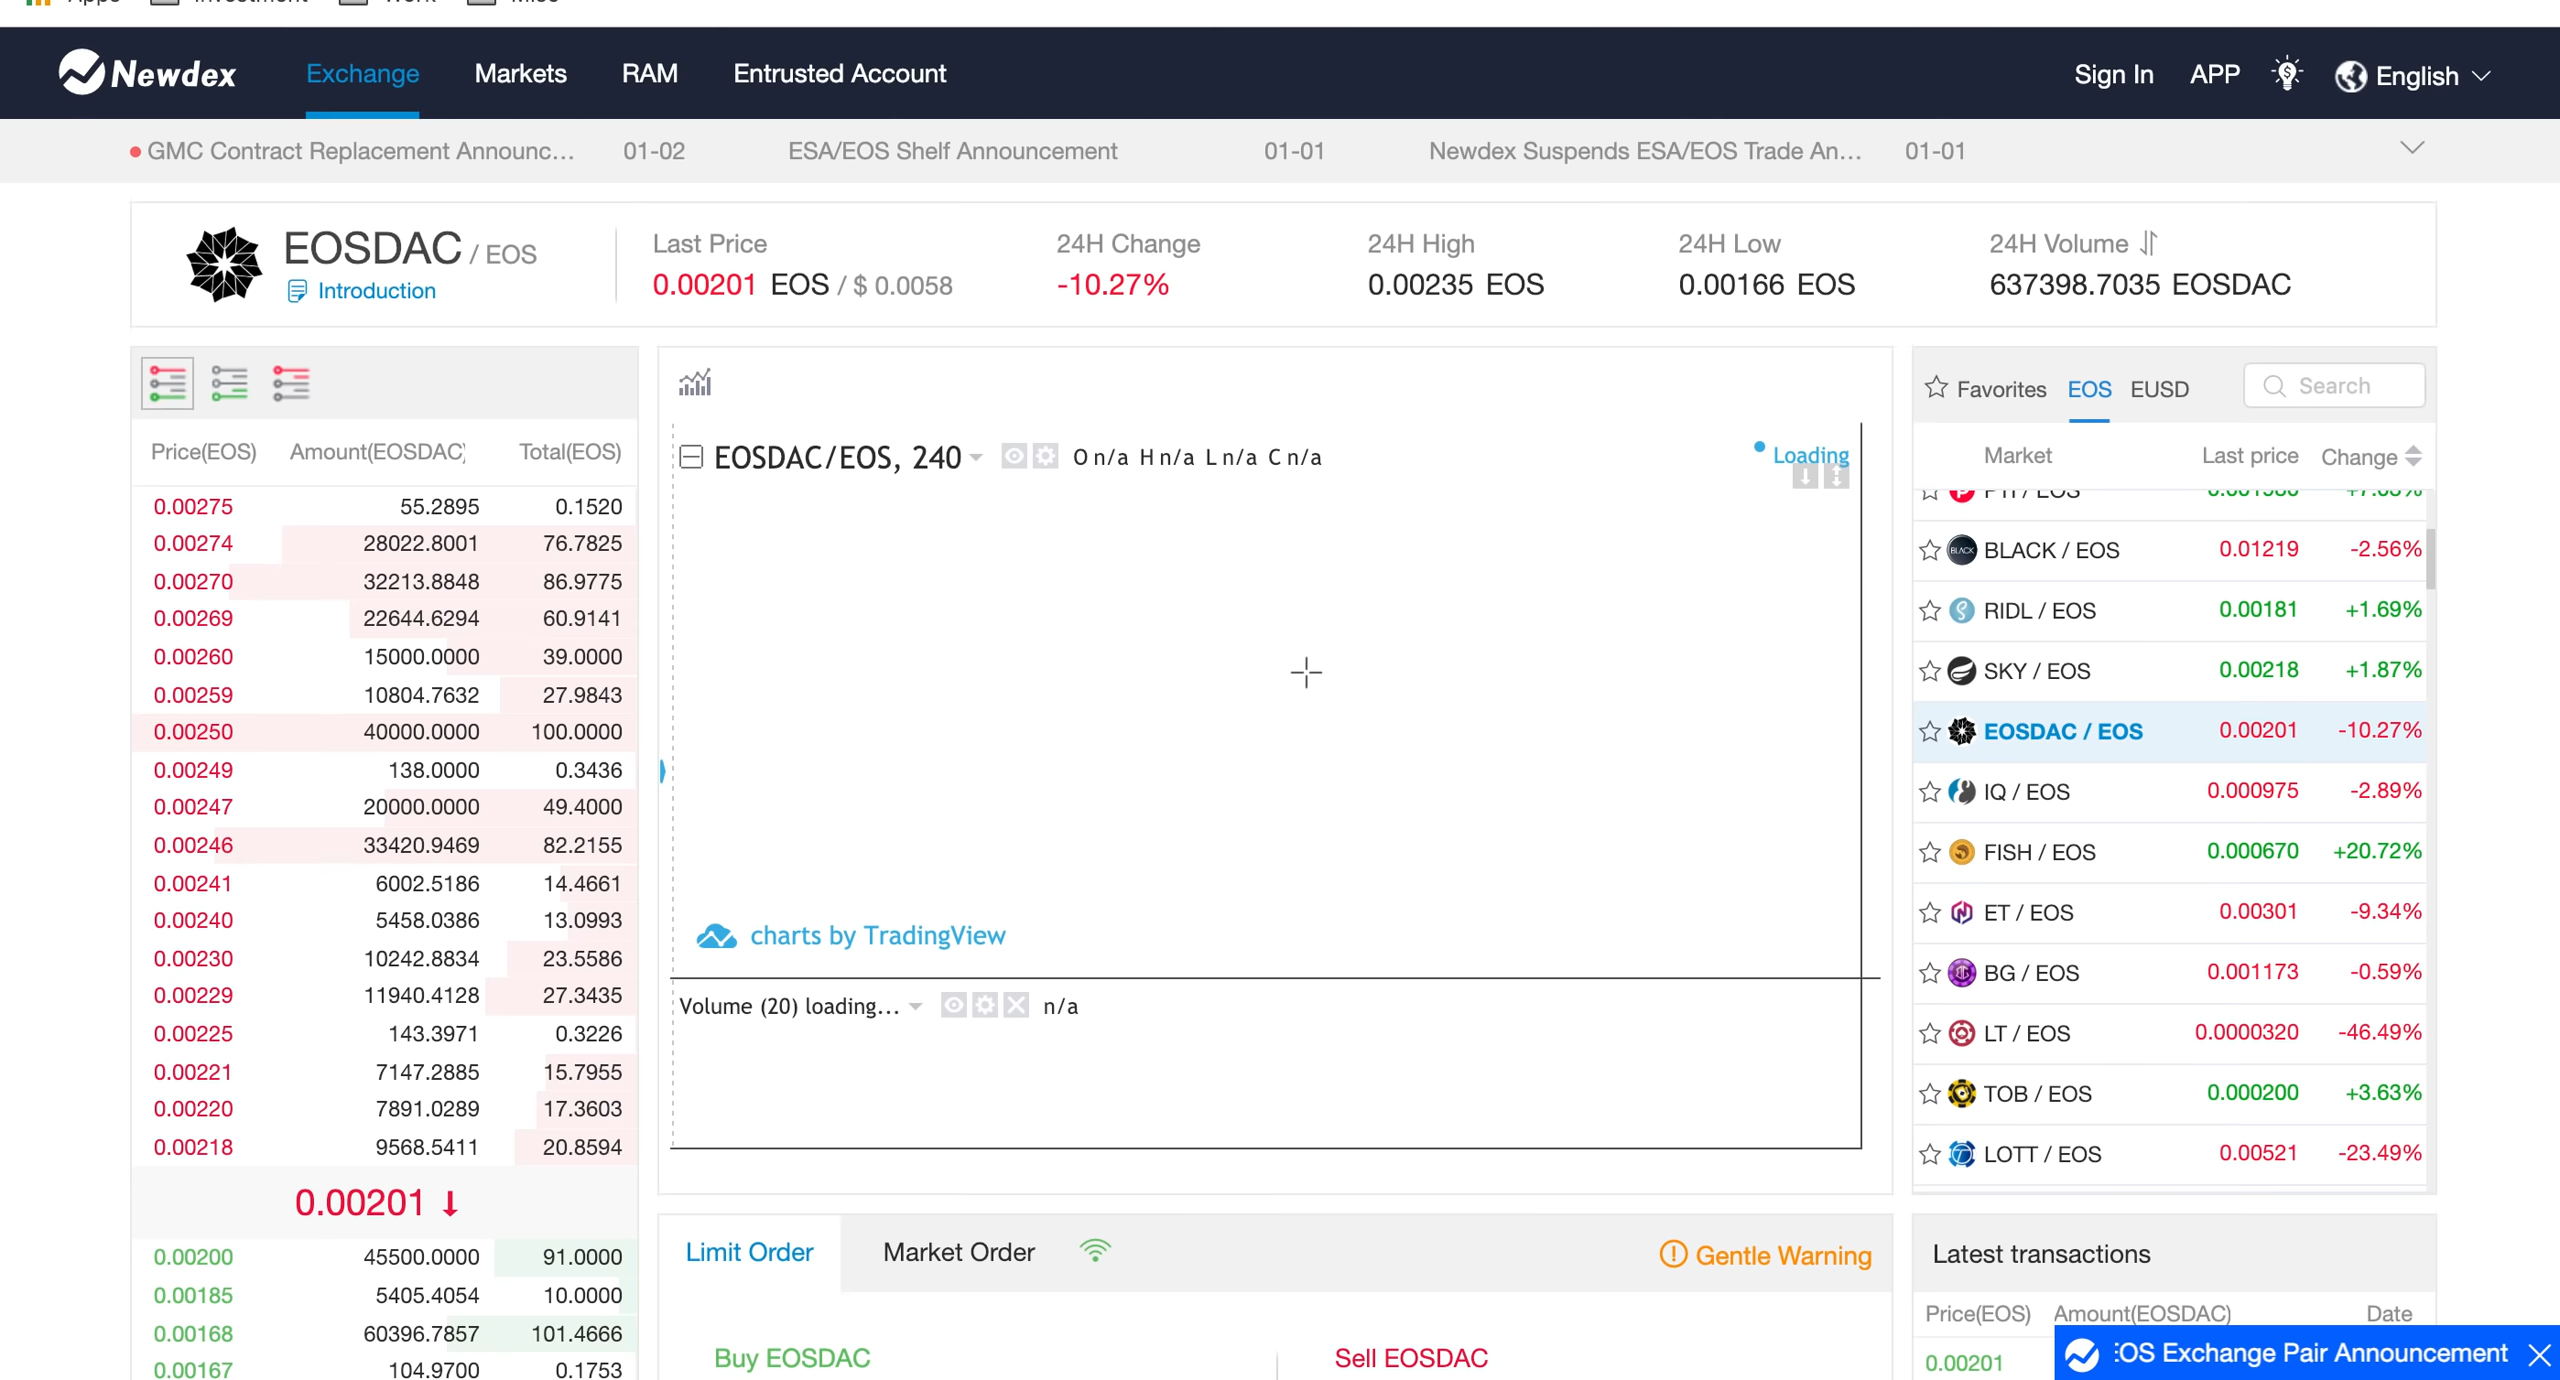 Newdex Exchange Markets RAM Entrusted Account Sign In APP English
GMC Contract Replacement Announc... 01-02 ESA/EOS Shelf Announcement 01-01 Newdex Suspends ESA/EOS Trade An... 01-01
EOSDAC / EOS
Introduction
Last Price 24H Change 24H High 24H Low 24H Volume
0.00201 EOS / $ 0.0058 -10.27% 0.00235 EOS 0.00166 EOS 637398.7035 EOSDAC
Price(EOS) Amount(EOSDAC) Total(EOS)
0.00275 55.2895 0.1520
0.00274 28022.8001 76.7825
0.00270 32213.8848 86.9775
0.00269 22644.6294 60.9141
0.00260 15000.0000 39.0000
0.00259 10804.7632 27.9843
0.00250 40000.0000 100.0000
0.00249 138.0000 0.3436
0.00247 20000.0000 49.4000
0.00246 33420.9469 82.2155
0.00241 6002.5186 14.4661
0.00240 5458.0386 13.0993
0.00230 10242.8834 23.5586
0.00229 11940.4128 27.3435
0.00225 143.3971 0.3226
0.00221 7147.2885 15.7955
0.00220 7891.0289 17.3603
0.00218 9568.5411 20.8594
0.00201 ↓
0.00200 45500.0000 91.0000
0.00185 5405.4054 10.0000
0.00168 60396.7857 101.4666
0.00167 104.9700 0.1753
EOSDAC/EOS, 240 O n/a H n/a L n/a C n/a
Loading
charts by TradingView
Volume (20) loading... n/a
Limit Order Market Order Gentle Warning
Buy EOSDAC Sell EOSDAC
Favorites EOS EUSD Search
Market Last price Change
BLACK / EOS 0.01219 -2.56%
RIDL / EOS 0.00181 +1.69%
SKY / EOS 0.00218 +1.87%
EOSDAC / EOS 0.00201 -10.27%
IQ / EOS 0.000975 -2.89%
FISH / EOS 0.000670 +20.72%
ET / EOS 0.00301 -9.34%
BG / EOS 0.001173 -0.59%
LT / EOS 0.0000320 -46.49%
TOB / EOS 0.000200 +3.63%
LOTT / EOS 0.00521 -23.49%
Latest transactions
Price(EOS) Amount(EOSDAC) Date
0.00201
EOS Exchange Pair Announcement